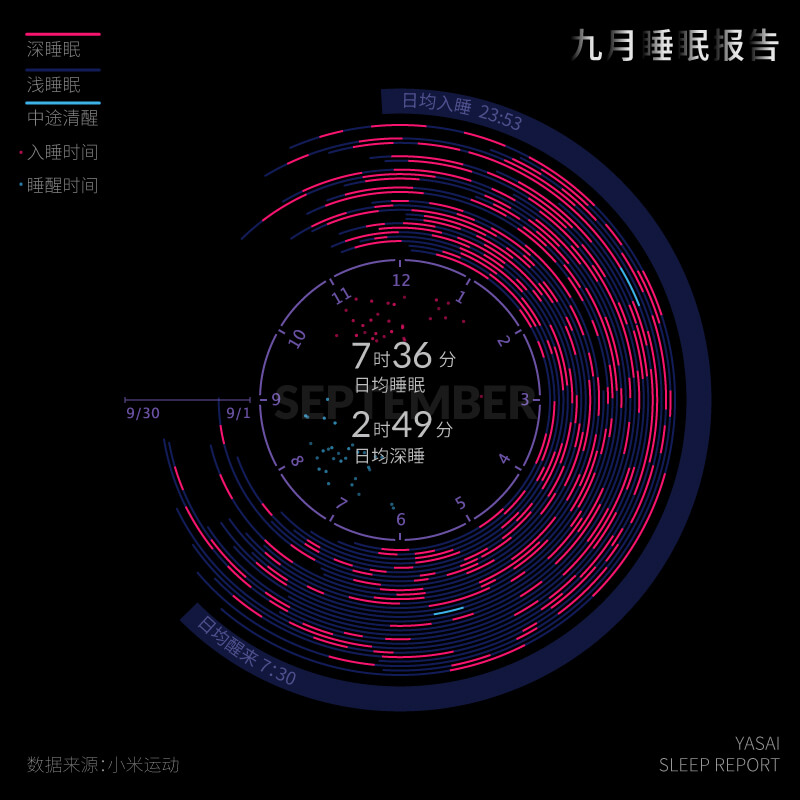 九月睡眠报告
深睡眠
浅睡眠
中途清醒
入睡时间
睡醒时间
日均入睡 23:53
12
1
2
3
4
5
6
7
8
9
10
11
7时36分
日均睡眠
SEPTEMBER
2时49分
日均深睡
9/30
9/1
日均醒来 7:30
数据来源:小米运动
YASAI
SLEEP REPORT